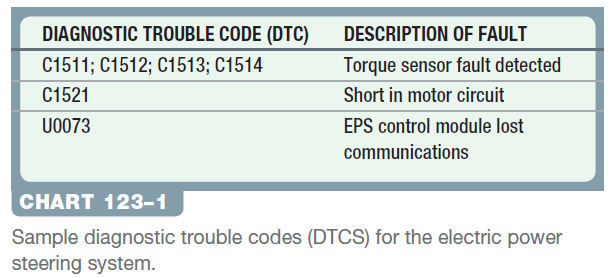 DIAGNOSTIC TROUBLE CODE (DTC) DESCRIPTION OF FAULT
C1511; C1512; C1513; C1514 Torque sensor fault detected
C1521 Short in motor circuit
U0073 EPS control module lost
communications
CHART 123–1
Sample diagnostic trouble codes (DTCS) for the electric power
steering system.